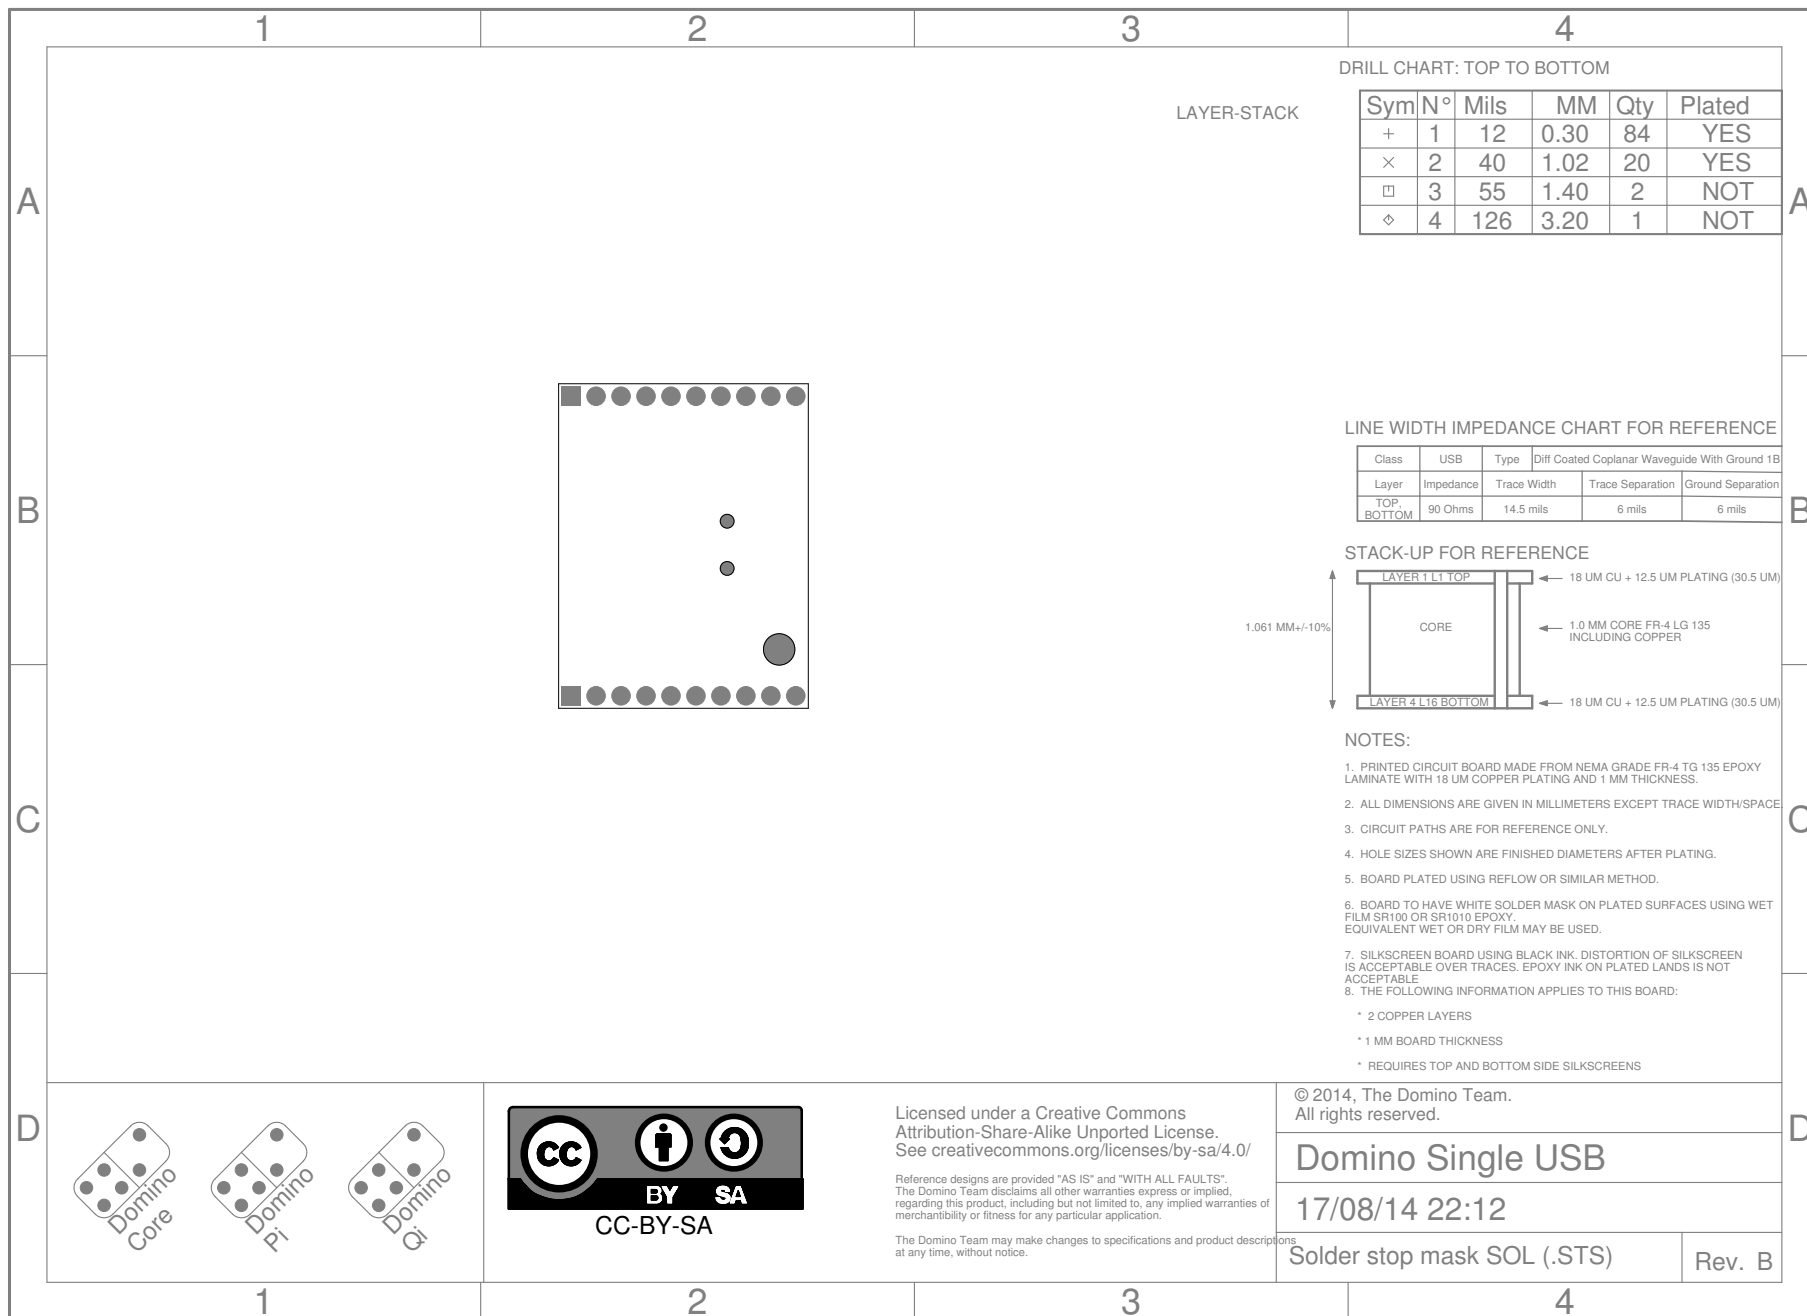 1 2 3 4
DRILL CHART: TOP TO BOTTOM
LAYER-STACK
Sym N° Mils MM Qty Plated
+ 1 12 0.30 84 YES
× 2 40 1.02 20 YES
3 55 1.40 2 NOT
4 126 3.20 1 NOT
A A
LINE WIDTH IMPEDANCE CHART FOR REFERENCE
Class USB Type Diff Coated Coplanar Waveguide With Ground 1B
Layer Impedance Trace Width Trace Separation Ground Separation
TOP,
BOTTOM 90 Ohms 14.5 mils 6 mils 6 mils
B B
STACK-UP FOR REFERENCE
LAYER 1 L1 TOP 18 UM CU + 12.5 UM PLATING (30.5 UM)
1.061 MM+/-10% CORE 1.0 MM CORE FR-4 LG 135
INCLUDING COPPER
LAYER 4 L16 BOTTOM 18 UM CU + 12.5 UM PLATING (30.5 UM)
NOTES:
1. PRINTED CIRCUIT BOARD MADE FROM NEMA GRADE FR-4 TG 135 EPOXY
LAMINATE WITH 18 UM COPPER PLATING AND 1 MM THICKNESS.
2. ALL DIMENSIONS ARE GIVEN IN MILLIMETERS EXCEPT TRACE WIDTH/SPACE
C C
3. CIRCUIT PATHS ARE FOR REFERENCE ONLY.
4. HOLE SIZES SHOWN ARE FINISHED DIAMETERS AFTER PLATING.
5. BOARD PLATED USING REFLOW OR SIMILAR METHOD.
6. BOARD TO HAVE WHITE SOLDER MASK ON PLATED SURFACES USING WET
FILM SR100 OR SR1010 EPOXY.
EQUIVALENT WET OR DRY FILM MAY BE USED.
7. SILKSCREEN BOARD USING BLACK INK. DISTORTION OF SILKSCREEN
IS ACCEPTABLE OVER TRACES. EPOXY INK ON PLATED LANDS IS NOT
ACCEPTABLE
8. THE FOLLOWING INFORMATION APPLIES TO THIS BOARD:
* 2 COPPER LAYERS
* 1 MM BOARD THICKNESS
* REQUIRES TOP AND BOTTOM SIDE SILKSCREENS
D D
Domino
Core
Domino
Pi
Domino
Qi
CC
BY SA
CC-BY-SA
Licensed under a Creative Commons
Attribution-Share-Alike Unported License.
See creativecommons.org/licenses/by-sa/4.0/
Reference designs are provided "AS IS" and "WITH ALL FAULTS".
The Domino Team disclaims all other warranties express or implied,
regarding this product, including but not limited to, any implied warranties of
merchantibility or fitness for any particular application.
The Domino Team may make changes to specifications and product descriptions
at any time, without notice.
© 2014, The Domino Team.
All rights reserved.
Domino Single USB
17/08/14 22:12
Solder stop mask SOL (.STS) Rev. B
1 2 3 4